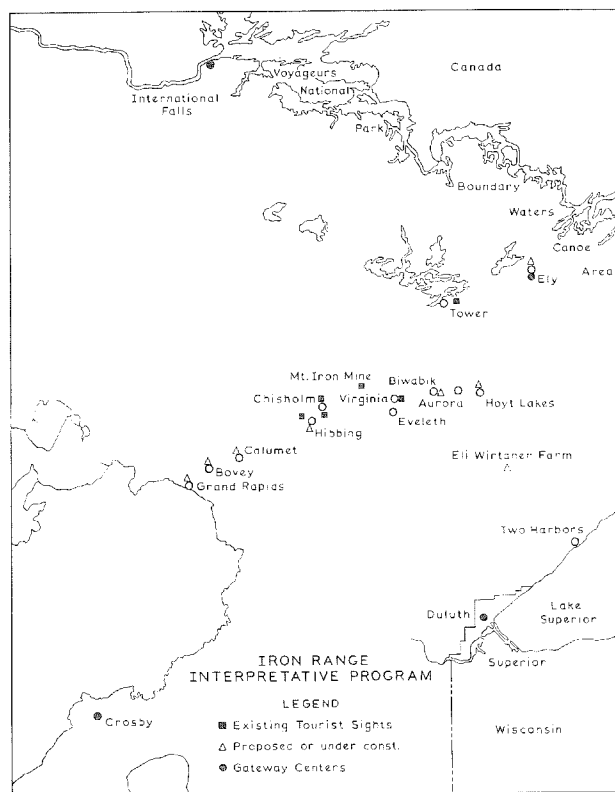 Canada
Voyageurs
National
Park
International
Falls
Boundary
Waters
Canoe
Area
Ely
Tower
Mt. Iron Mine
Biwabik
Chisholm
Virginia
Aurora
Hoyt Lakes
Eveleth
Hibbing
Calumet
Eli Wirtaner Farm
Bovey
Grand Rapids
Two Harbors
Duluth
Lake
Superior
Superior
IRON RANGE
INTERPRETATIVE PROGRAM
LEGEND
Existing Tourist Sights
Proposed or under const.
Gateway Centers
Crosby
Wisconsin